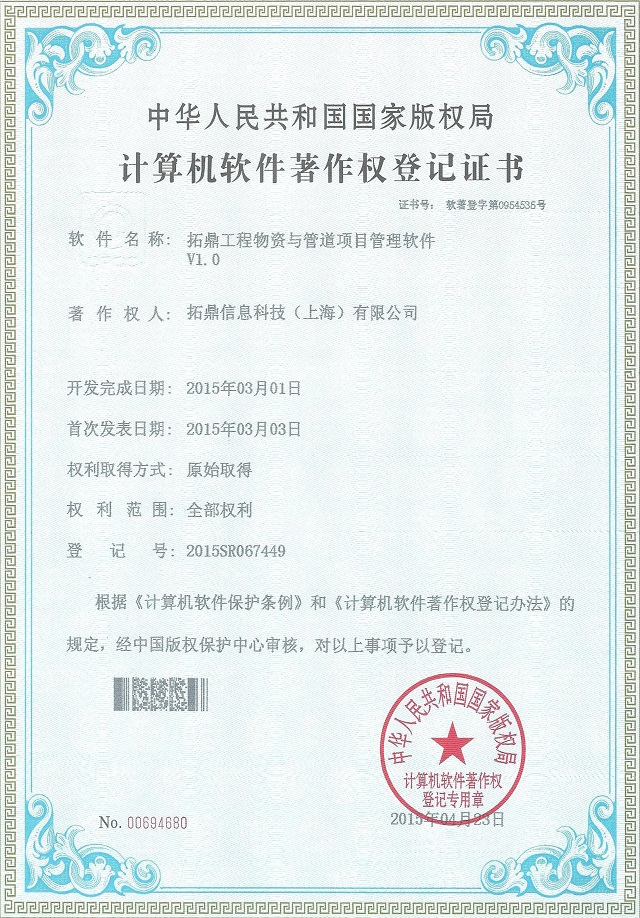 中华人民共和国国家版权局
计算机软件著作权登记证书
证书号： 软著登字第0954535号
软件名称： 拓鼎工程物资与管道项目管理软件
V1.0
著作权人： 拓鼎信息科技（上海）有限公司
开发完成日期： 2015年03月01日
首次发表日期： 2015年03月03日
权利取得方式： 原始取得
权利范围： 全部权利
登记号： 2015SR067449
根据《计算机软件保护条例》和《计算机软件著作权登记办法》的
规定，经中国版权保护中心审核，对以上事项予以登记。
中华人民共和国国家版权局
计算机软件著作权
登记专用章
No. 00694680
2015年04月23日